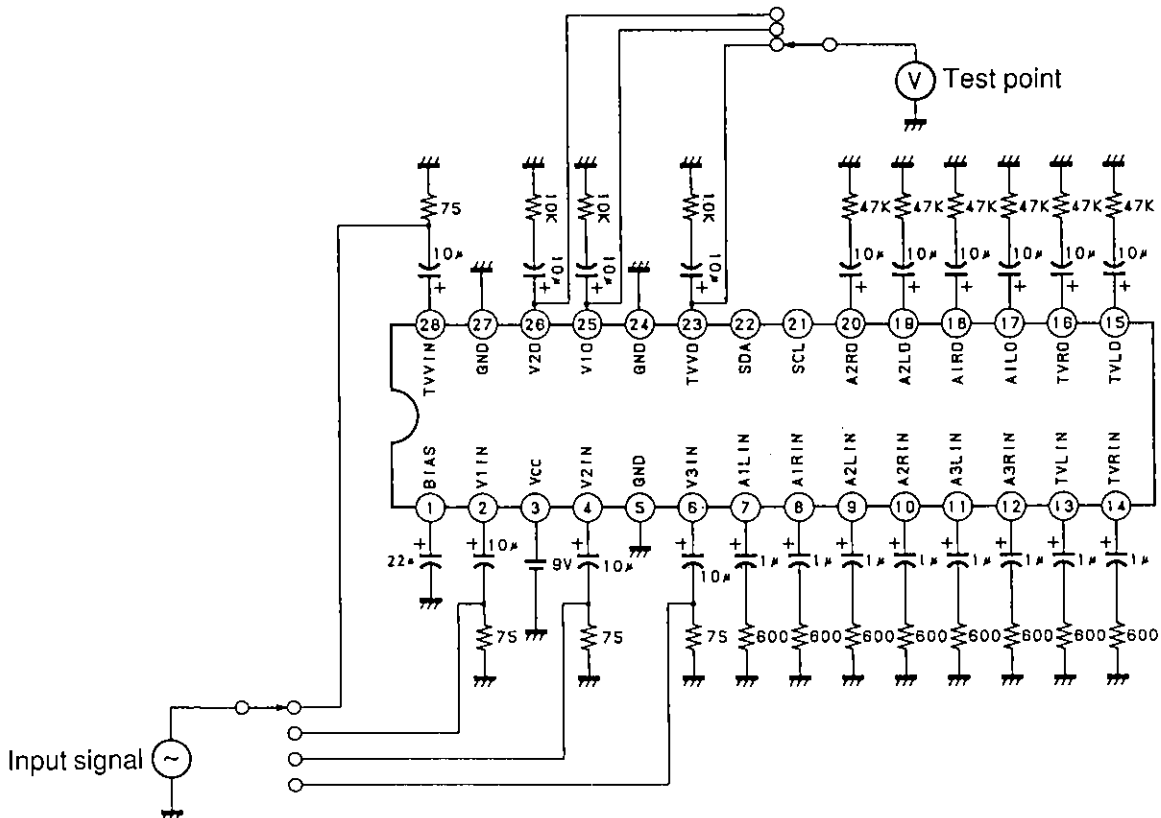 V Test point
75 10K 10K 10K 47K 47K 47K 47K 47K 47K
10μ 10μ 10μ 10μ 10μ 10μ 10μ 10μ 10μ 10μ
+ + + + + + + + + +
28 27 26 25 24 23 22 21 20 19 18 17 16 15
TVVIN GND V2O V1O GND TVVO SDA SCL A2RO A2LO A1RO A1LO TVRO TVLO
BIAS V1IN VCC V2IN GND V3IN A1LIN A1RIN A2LIN A2RIN A3LIN A3RIN TVLIN TVRIN
1 2 3 4 5 6 7 8 9 10 11 12 13 14
+ + + + + + + + + + + +
22μ 10μ 9V 10μ 10μ 1μ 1μ 1μ 1μ 1μ 1μ 1μ 1μ
75 75 75 600 600 600 600 600 600 600 600
Input signal ~